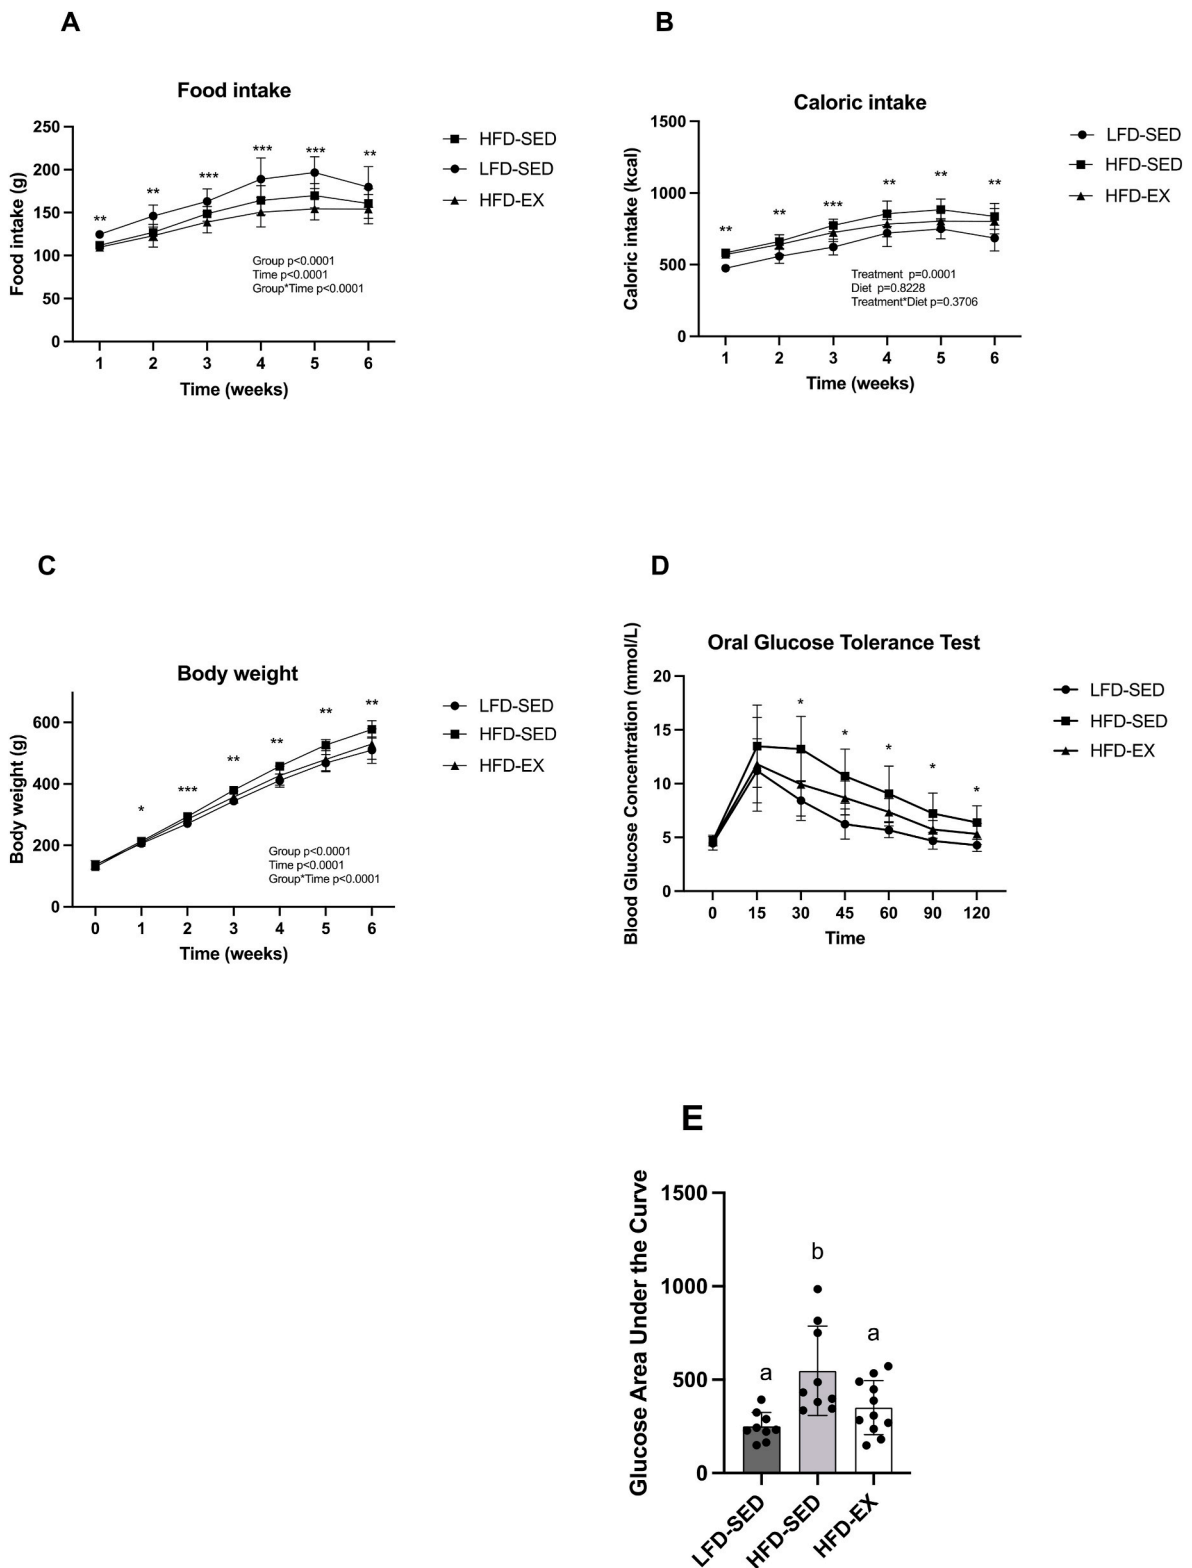 A
Food intake
Food intake (g)
250
200
150
100
50
0
**
**
***
***
***
**
Group p<0.0001
Time p<0.0001
Group*Time p<0.0001
1 2 3 4 5 6
Time (weeks)
HFD-SED
LFD-SED
HFD-EX
B
Caloric intake
Caloric intake (kcal)
1500
1000
500
0
**
**
***
**
**
**
Treatment p=0.0001
Diet p=0.8228
Treatment*Diet p=0.3706
1 2 3 4 5 6
Time (weeks)
LFD-SED
HFD-SED
HFD-EX
C
Body weight
Body weight (g)
600
400
200
0
*
***
**
**
**
**
Group p<0.0001
Time p<0.0001
Group*Time p<0.0001
0 1 2 3 4 5 6
Time (weeks)
LFD-SED
HFD-SED
HFD-EX
D
Oral Glucose Tolerance Test
Blood Glucose Concentration (mmol/L)
20
15
10
5
0
*
*
*
*
*
0 15 30 45 60 90 120
Time
LFD-SED
HFD-SED
HFD-EX
E
Glucose Area Under the Curve
1500
1000
500
0
a
b
a
LFD-SED
HFD-SED
HFD-EX